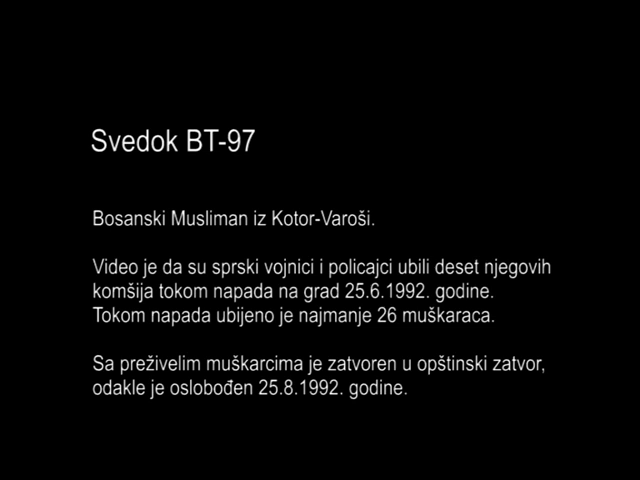 Svedok BT-97
Bosanski Musliman iz Kotor-Varoši.
Video je da su sprski vojnici i policajci ubili deset njegovih
komšija tokom napada na grad 25.6.1992. godine.
Tokom napada ubijeno je najmanje 26 muškaraca.
Sa preživelim muškarcima je zatvoren u opštinski zatvor,
odakle je oslobođen 25.8.1992. godine.